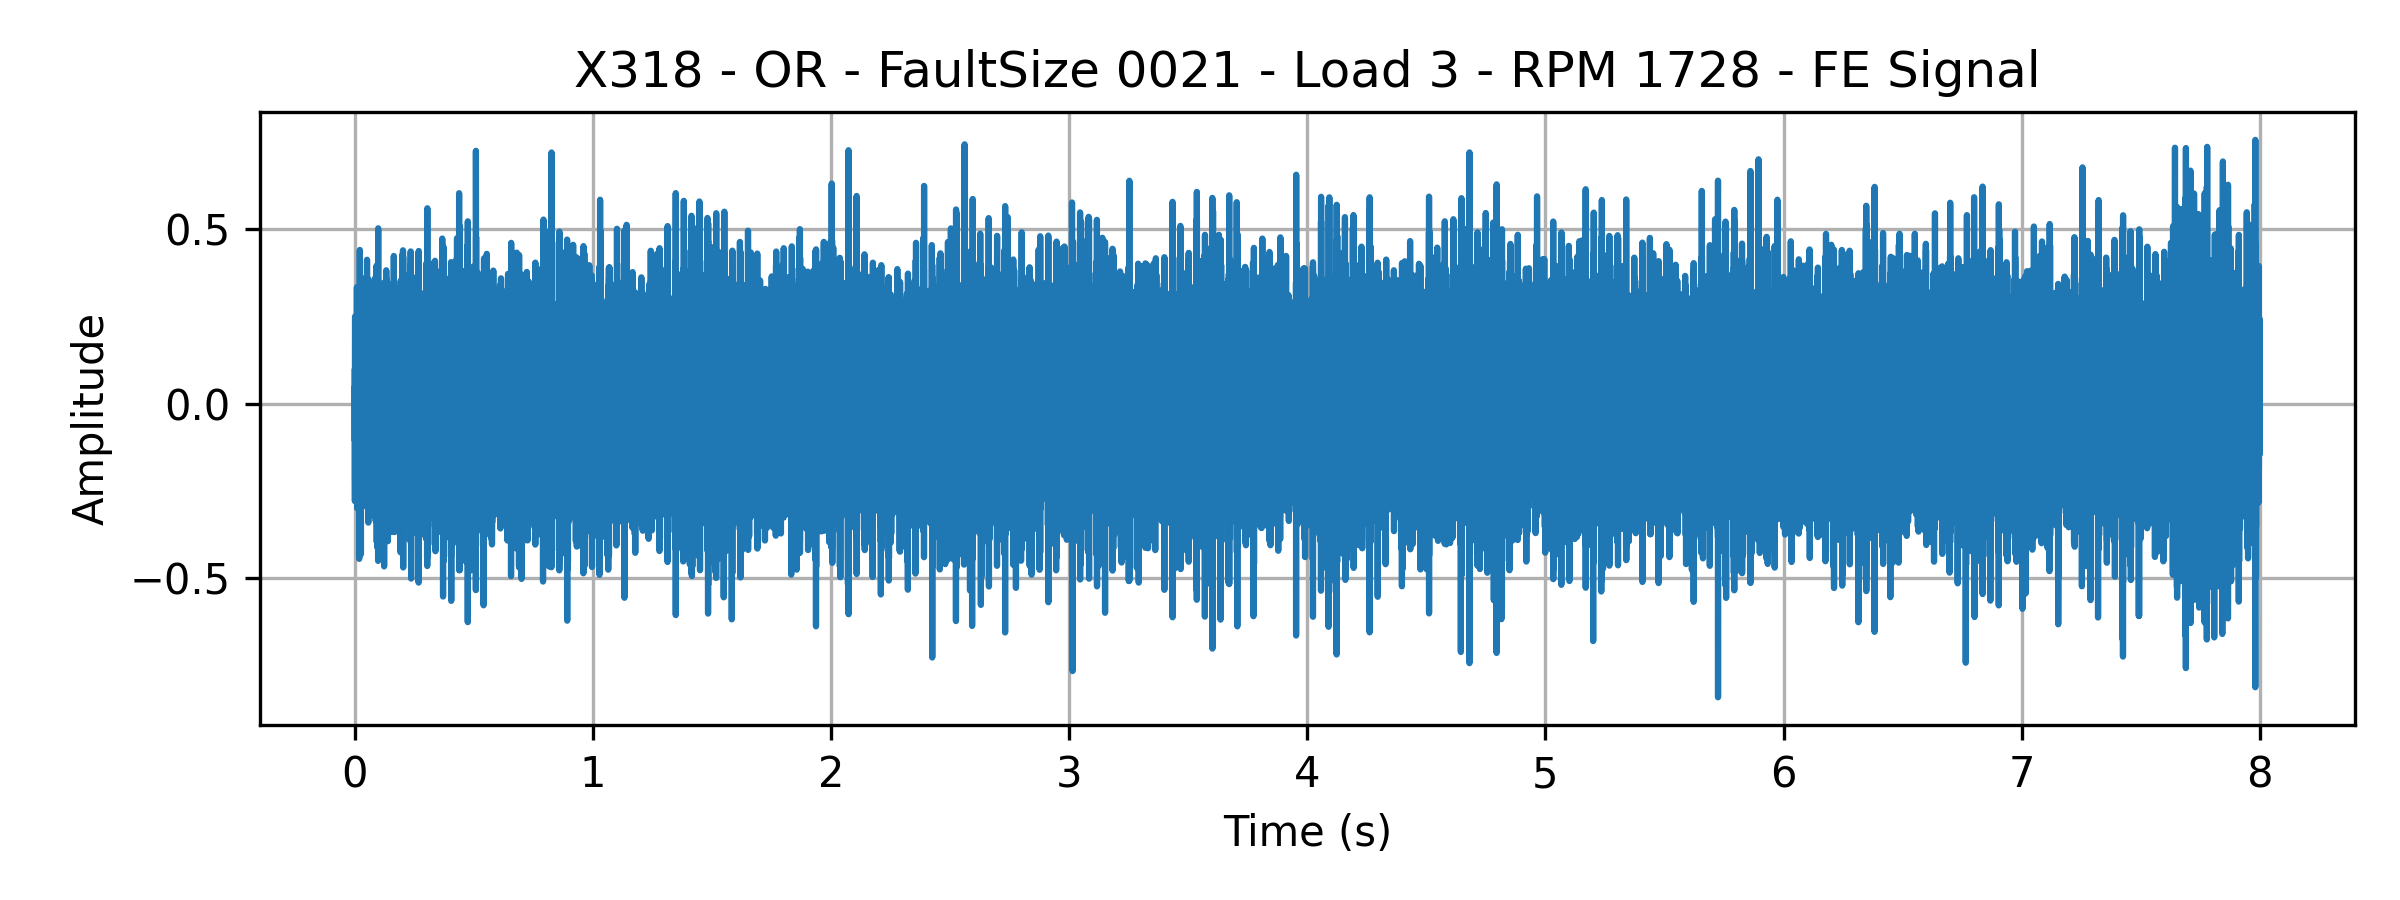 X318 - OR - FaultSize 0021 - Load 3 - RPM 1728 - FE Signal
Amplitude
0.5
0.0
−0.5
0 1 2 3 4 5 6 7 8
Time (s)